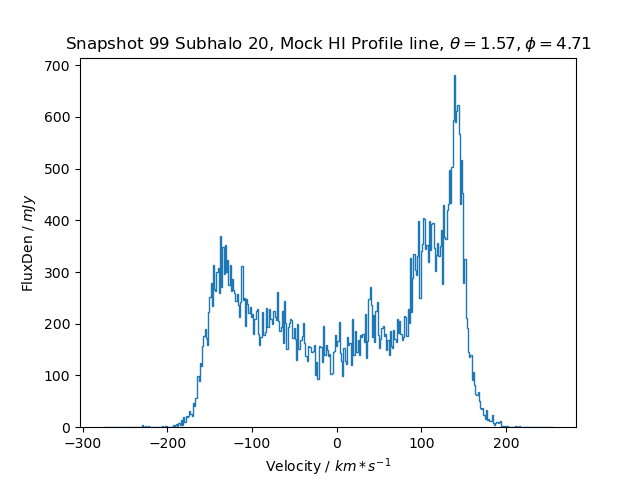 Snapshot 99 Subhalo 20, Mock HI Profile line, θ = 1.57, ϕ = 4.71
700
600
500
400
300
200
100
0
FluxDen / mJy
−300 −200 −100 0 100 200
Velocity / km * s⁻¹